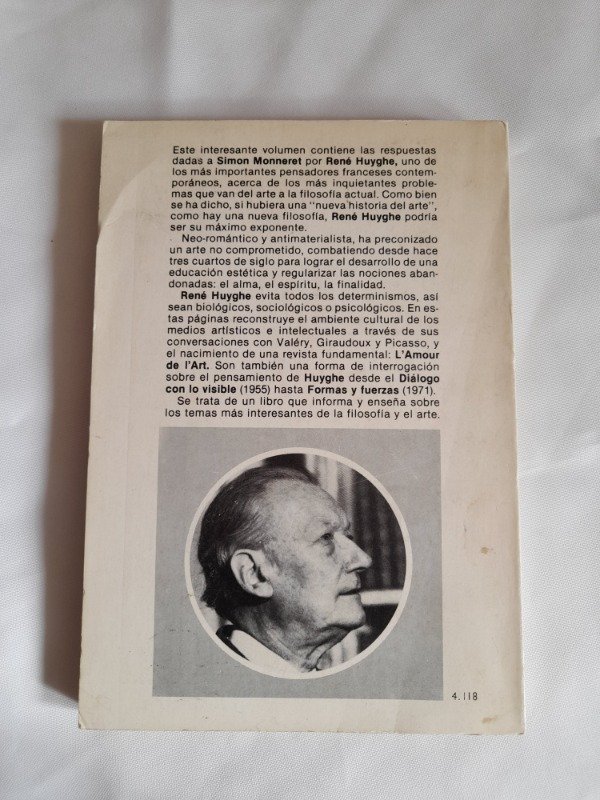 Este interesante volumen contiene las respuestas
dadas a Simon Monneret por René Huyghe, uno de
los más importantes pensadores franceses contem-
poráneos, acerca de los más inquietantes proble-
mas que van del arte a la filosofía actual. Como bien
se ha dicho, si hubiera una "nueva historia del arte",
como hay una nueva filosofía, René Huyghe podría
ser su máximo exponente.
Neo-romántico y antimaterialista, ha preconizado
un arte no comprometido, combatiendo desde hace
tres cuartos de siglo para lograr el desarrollo de una
educación estética y regularizar las nociones aban-
donadas: el alma, el espíritu, la finalidad.
René Huyghe evita todos los determinismos, así
sean biológicos, sociológicos o psicológicos. En es-
tas páginas reconstruye el ambiente cultural de los
medios artísticos e intelectuales a través de sus
conversaciones con Valéry, Giraudoux y Picasso, y
el nacimiento de una revista fundamental: L'Amour
de l'Art. Son también una forma de interrogación
sobre el pensamiento de Huyghe desde el Diálogo
con lo visible (1955) hasta Formas y fuerzas (1971).
Se trata de un libro que informa y enseña sobre
los temas más interesantes de la filosofía y el arte.
4.118